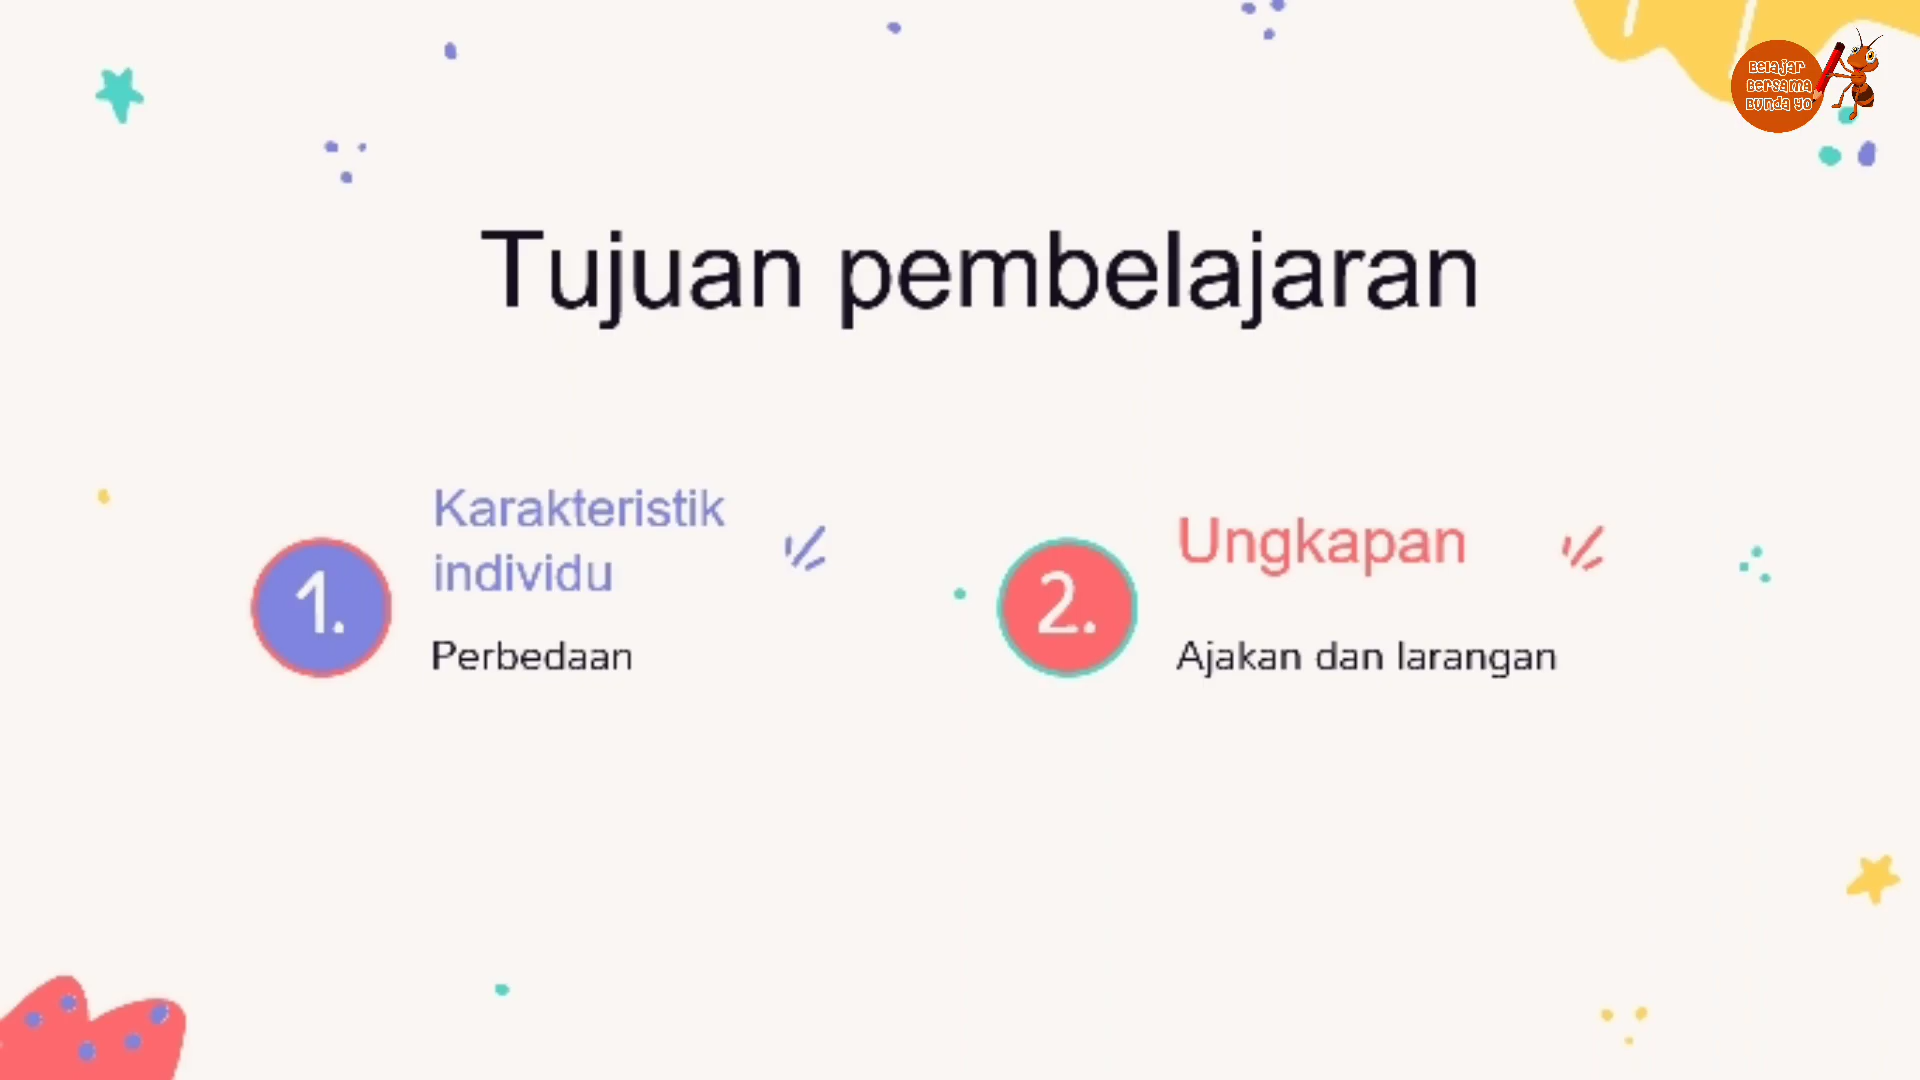 Belajar
Bersama
Bunda Yo
Tujuan pembelajaran
1.
Karakteristik
individu
Perbedaan
2.
Ungkapan
Ajakan dan larangan